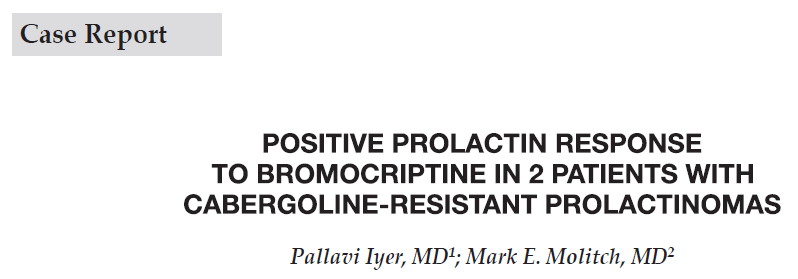 Case Report
POSITIVE PROLACTIN RESPONSE
TO BROMOCRIPTINE IN 2 PATIENTS WITH
CABERGOLINE-RESISTANT PROLACTINOMAS
Pallavi Iyer, MD¹; Mark E. Molitch, MD²